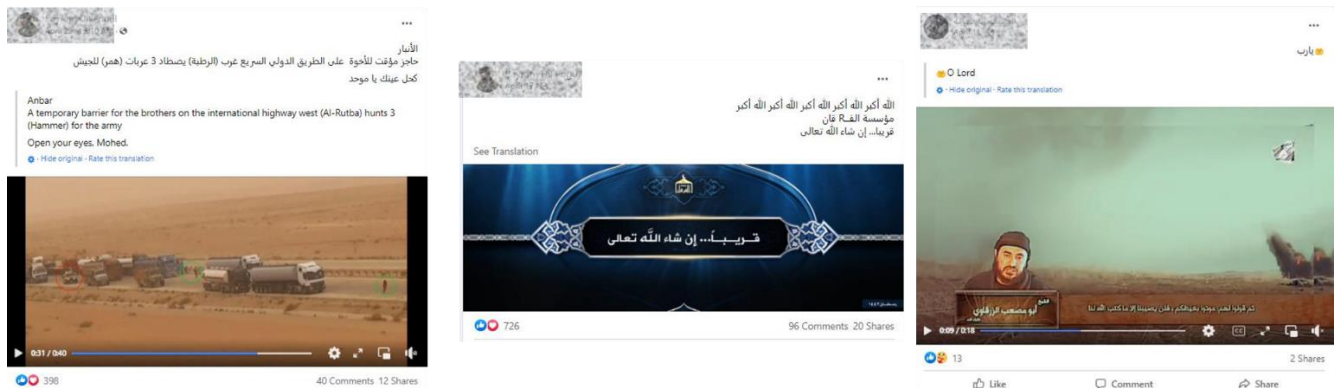 الأنبار
حاجز مؤقت للأخوة على الطريق الدولي السريع غرب (الرطبة) يصطاد 3 عربات (همر) للجيش
كحل عينك يا موحد
Anbar
A temporary barrier for the brothers on the international highway west (Al-Rutba) hunts 3
(Hammer) for the army
Open your eyes, Mohed.
Hide original · Rate this translation
0:31 / 0:40
398
40 Comments 12 Shares
الله أكبر الله أكبر الله أكبر الله أكبر الله أكبر
مؤسسة الفـR قان
قريبا... إن شاء الله تعالى
See Translation
قـريـبـاً... إن شاء اللَّه تعالى
726
96 Comments 20 Shares
يارب
O Lord
Hide original · Rate this translation
أبو مصعب الزرقاوي
0:09 / 0:18
13
2 Shares
Like
Comment
Share